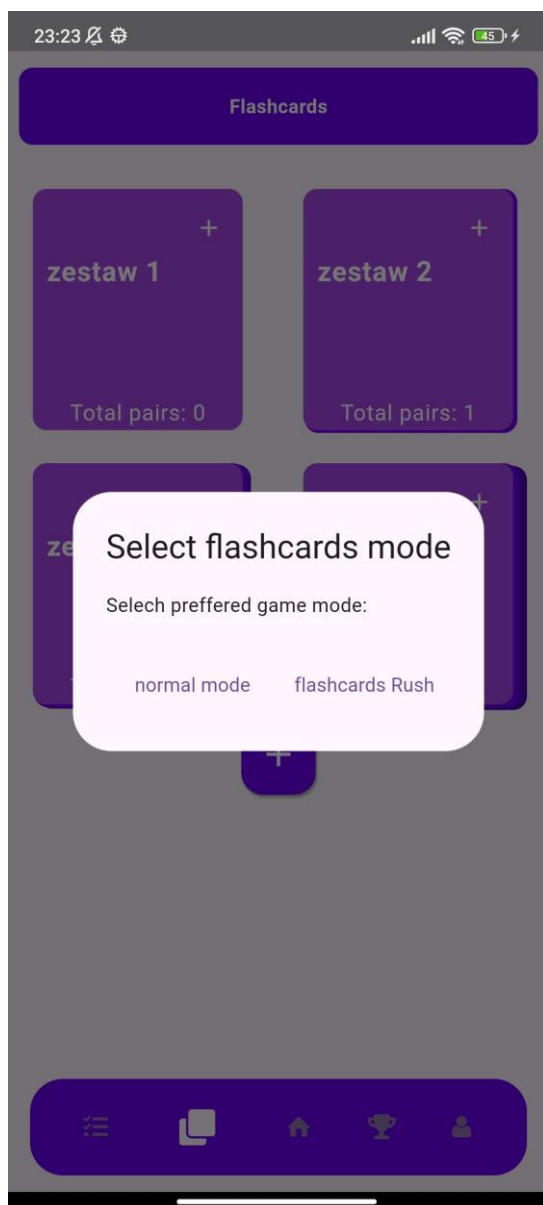 23:23
45
Flashcards
+ +
zestaw 1 zestaw 2
Total pairs: 0 Total pairs: 1
+
ze
Select flashcards mode
Selech preffered game mode:
normal mode flashcards Rush
+